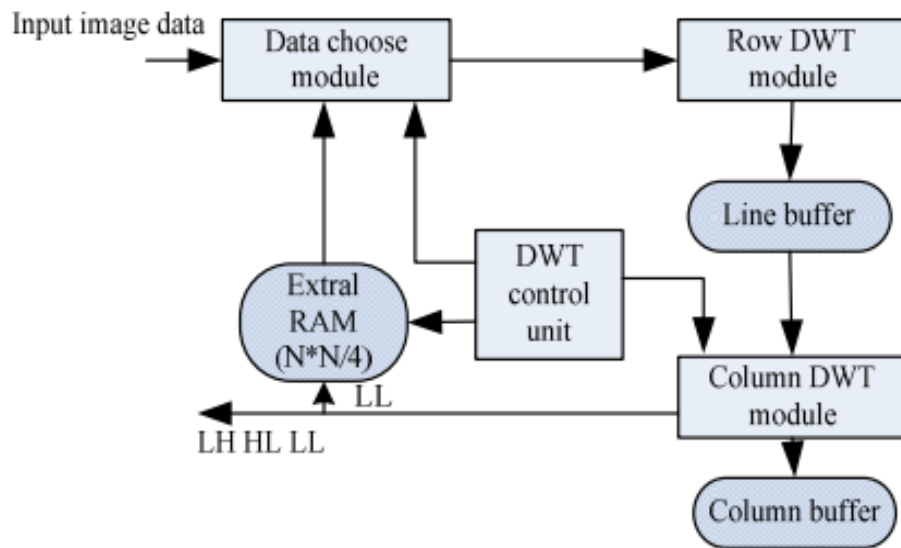 Input image data
Data choose
module
Row DWT
module
Line buffer
DWT
control
unit
Extral
RAM
(N*N/4)
LL
Column DWT
module
LH HL LL
Column buffer